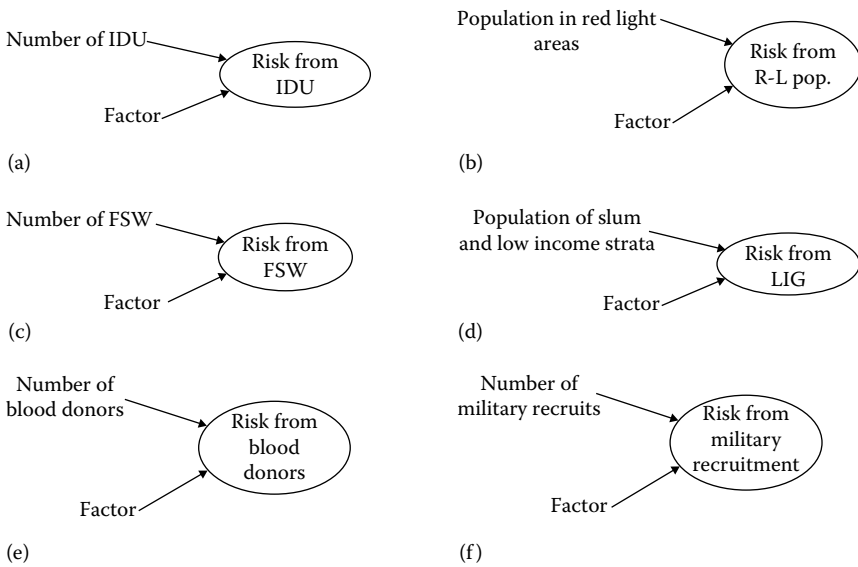 Number of IDU
Risk from
IDU
Factor
(a)
Population in red light
areas
Risk from
R-L pop.
Factor
(b)
Number of FSW
Risk from
FSW
Factor
(c)
Population of slum
and low income strata
Risk from
LIG
Factor
(d)
Number of
blood donors
Risk from
blood
donors
Factor
(e)
Number of
military recruits
Risk from
military
recruitment
Factor
(f)